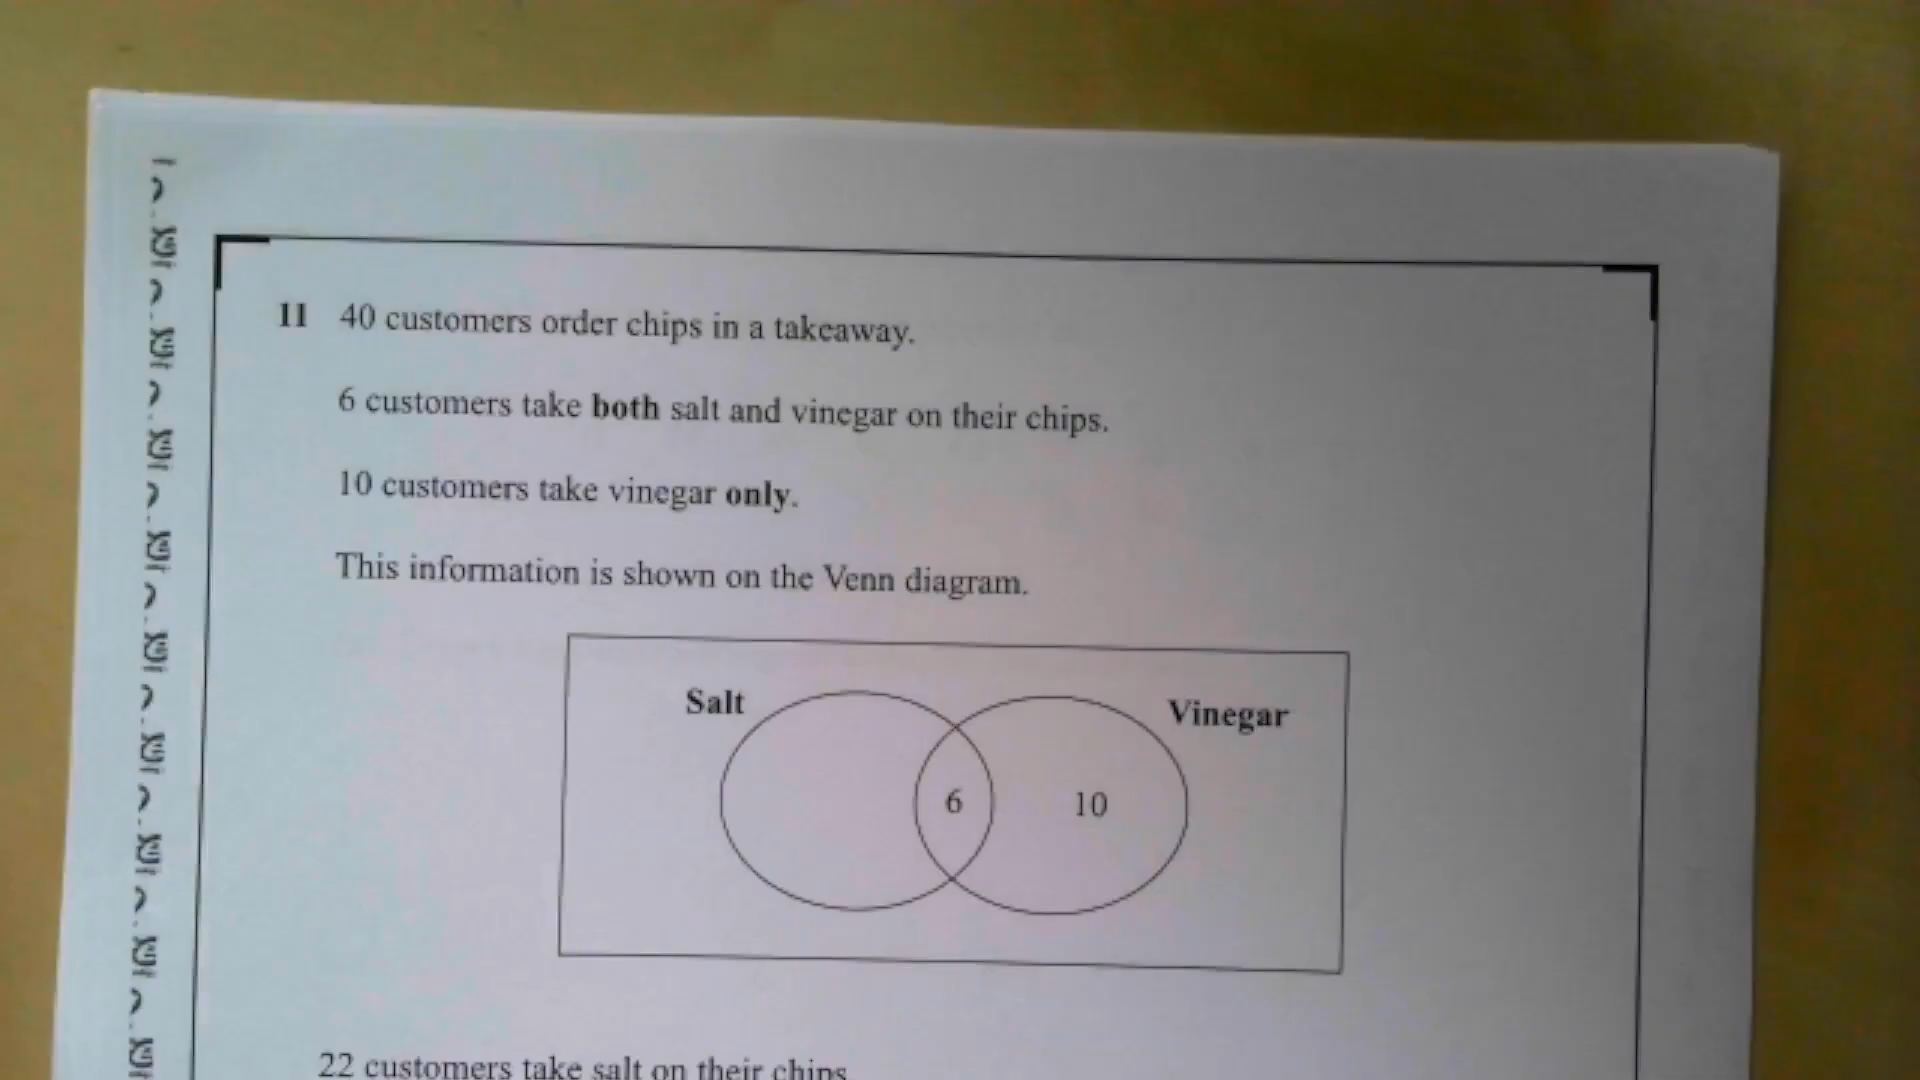 11 40 customers order chips in a takeaway.
6 customers take both salt and vinegar on their chips.
10 customers take vinegar only.
This information is shown on the Venn diagram.
Salt
Vinegar
6
10
22 customers take salt on their chips